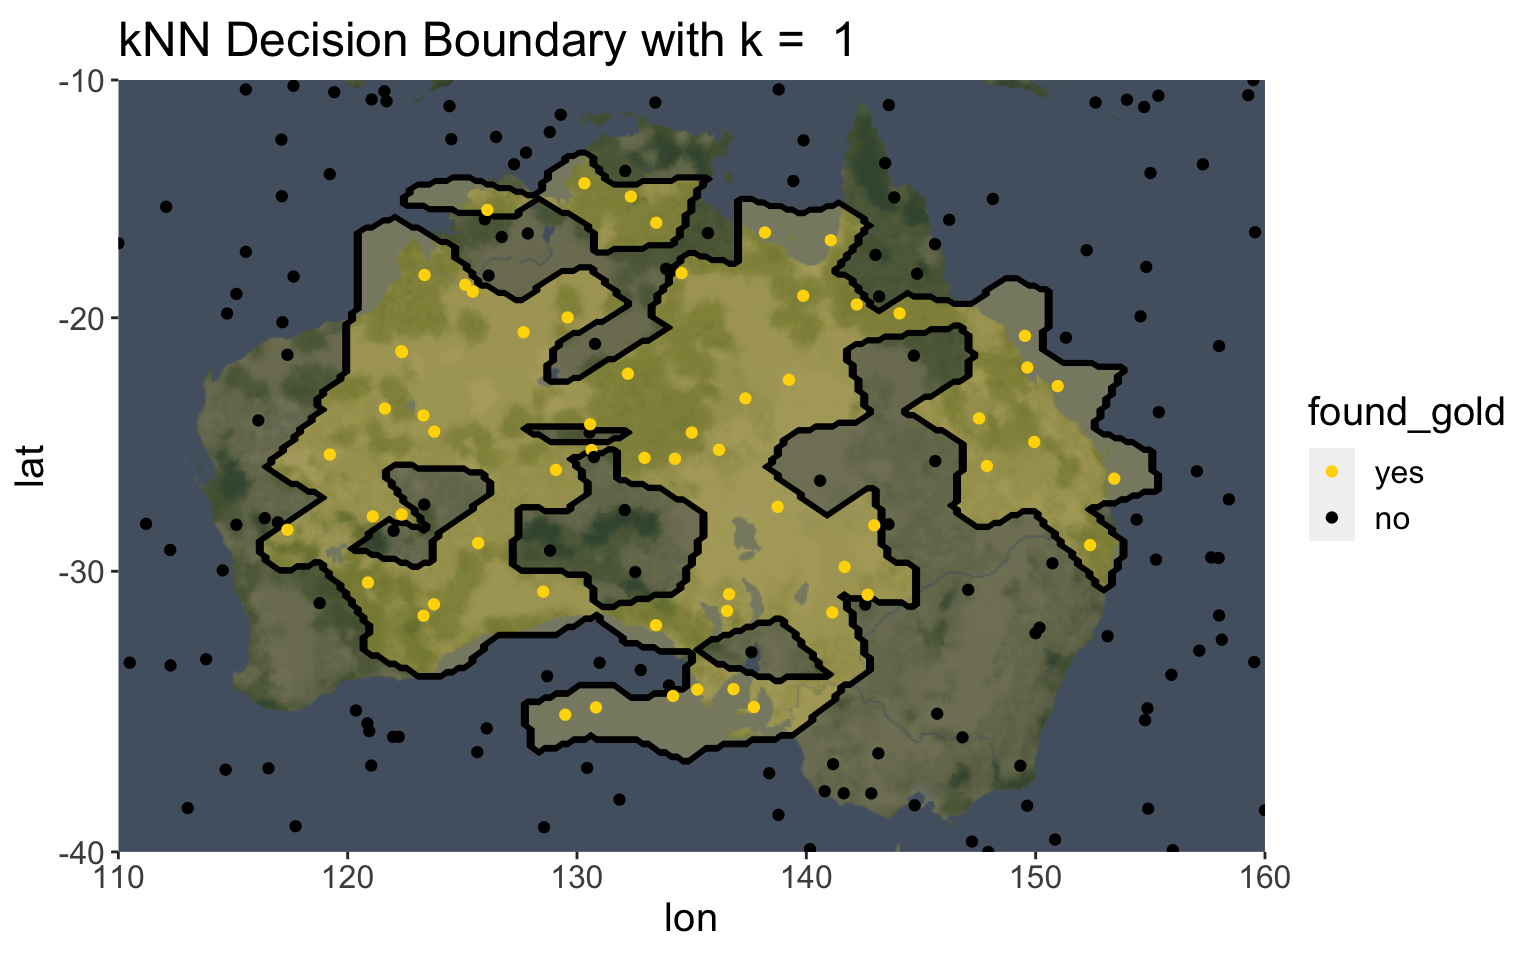 kNN Decision Boundary with k =  1
-10
-20
-30
-40
lat
110 120 130 140 150 160
lon
found_gold
yes
no